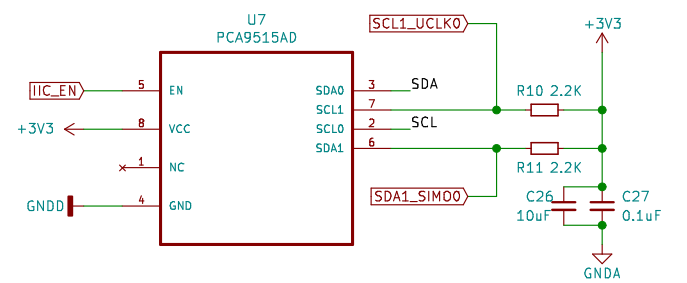 U7
PCA9515AD
SCL1_UCLK0
+3V3
IIC_EN
5
EN
SDA0
3
SDA
R10 2.2K
SCL1
7
+3V3
8
VCC
SCL0
2
SCL
SDA1
6
1
NC
R11 2.2K
GNDD
4
GND
SDA1_SIMO0
C26
10uF
C27
0.1uF
GNDA